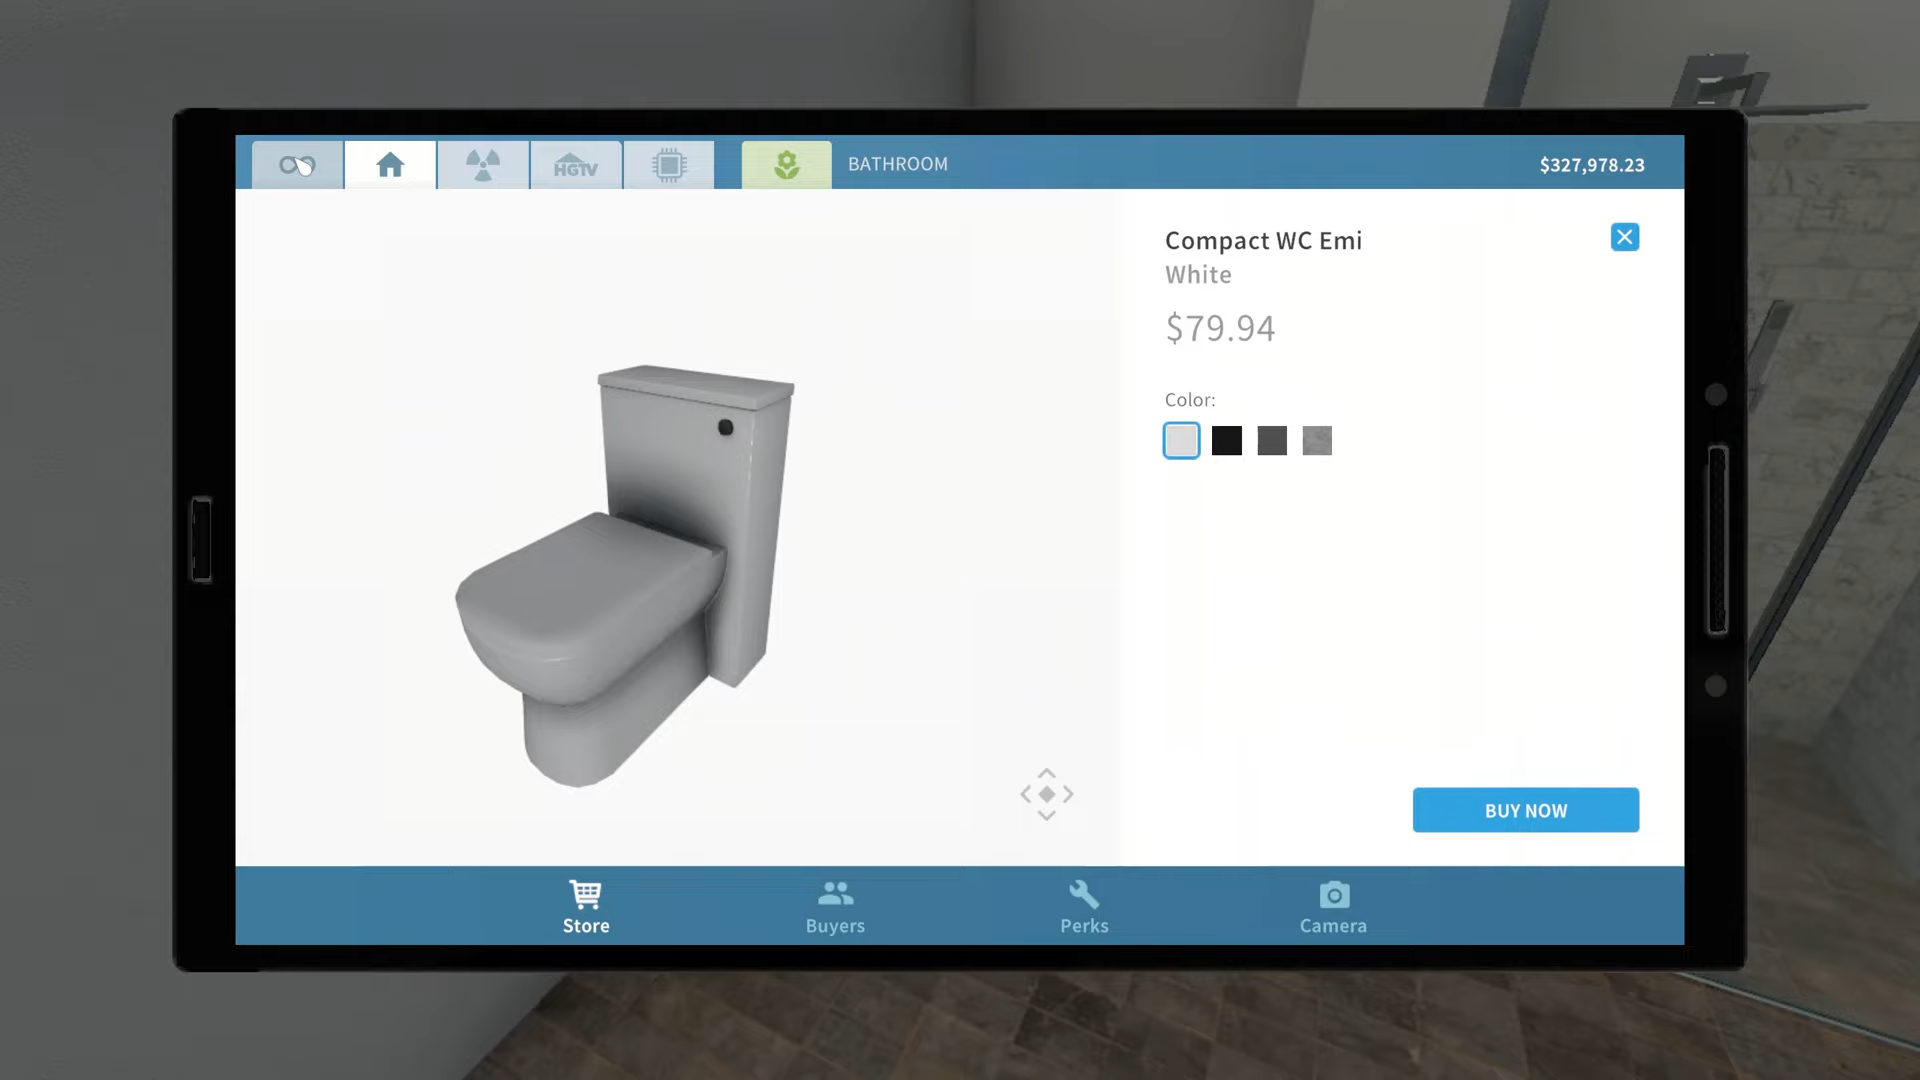 HGTV
BATHROOM
$327,978.23
Compact WC Emi
White
$79.94
Color:
BUY NOW
Store
Buyers
Perks
Camera